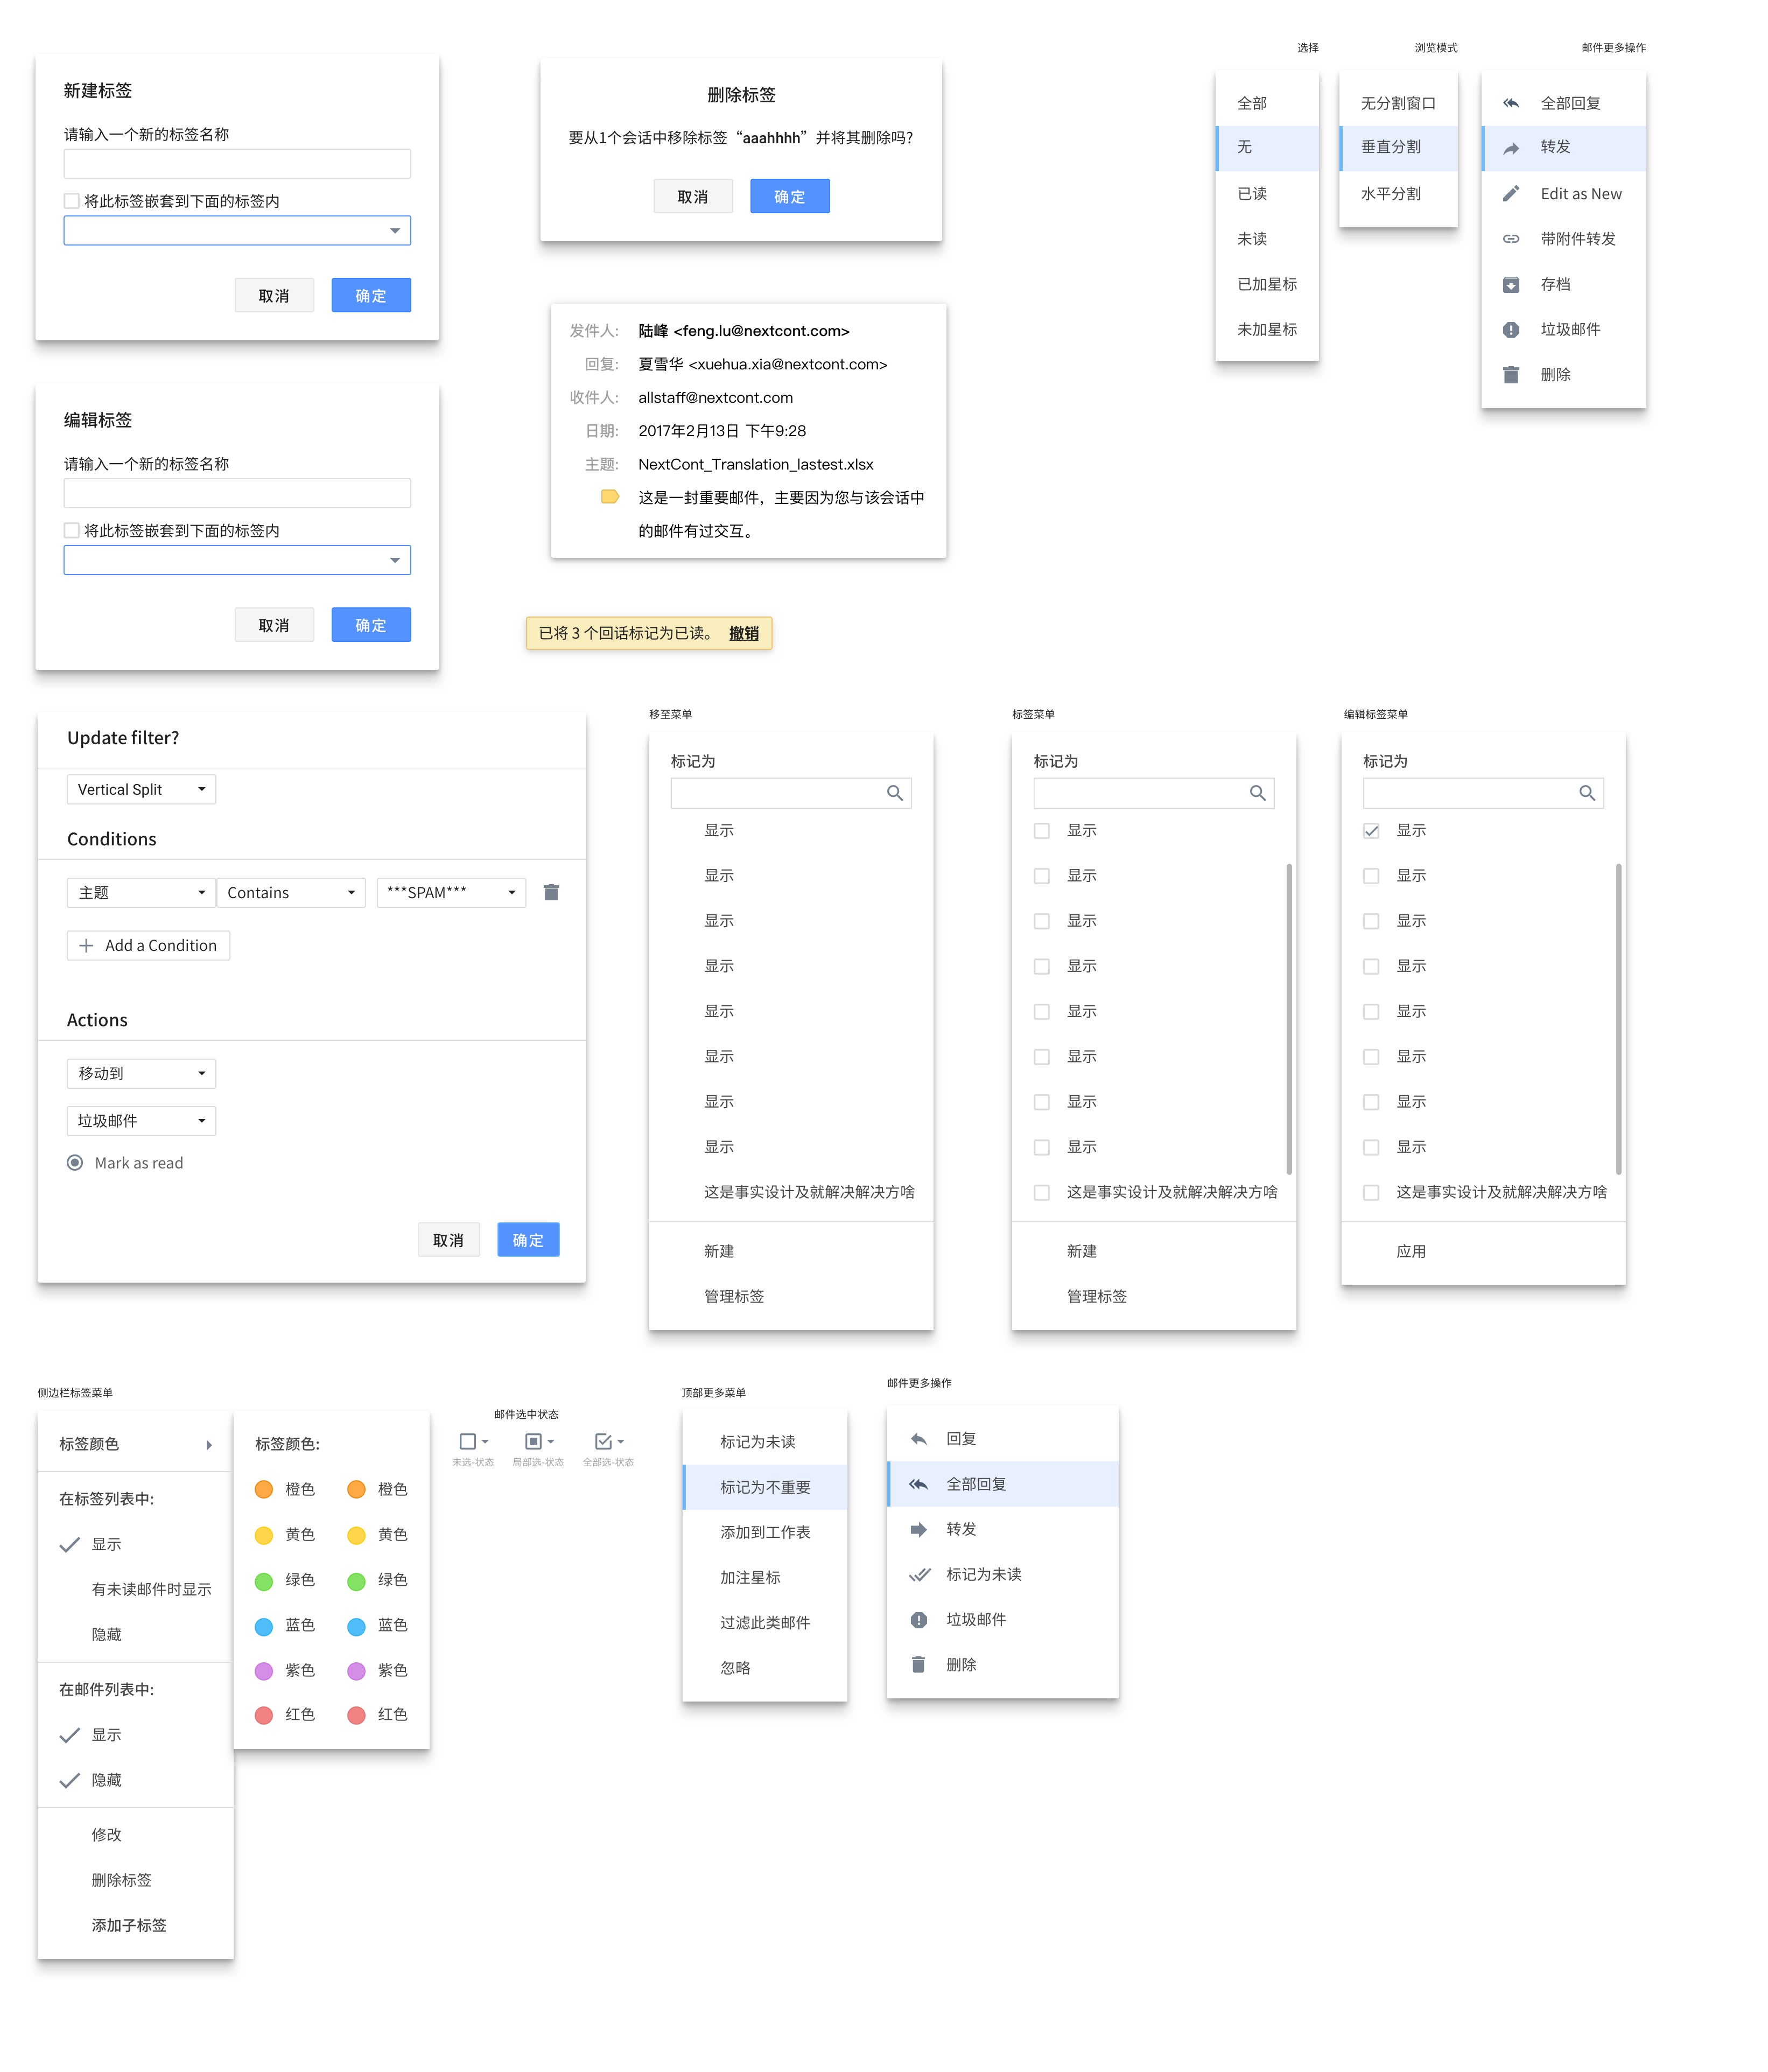 新建标签
请输入一个新的标签名称
将此标签嵌套到下面的标签内
取消
确定
删除标签
要从1个会话中移除标签“aaahhhh”并将其删除吗?
取消
确定
选择
全部
无
已读
未读
已加星标
未加星标
浏览模式
无分割窗口
垂直分割
水平分割
邮件更多操作
全部回复
转发
Edit as New
带附件转发
存档
垃圾邮件
删除
编辑标签
请输入一个新的标签名称
将此标签嵌套到下面的标签内
取消
确定
发件人: 陆峰 <feng.lu@nextcont.com>
回复: 夏雪华 <xuehua.xia@nextcont.com>
收件人: allstaff@nextcont.com
日期: 2017年2月13日 下午9:28
主题: NextCont_Translation_lastest.xlsx
这是一封重要邮件，主要因为您与该会话中
的邮件有过交互。
已将 3 个回话标记为已读。 撤销
Update filter?
Vertical Split
Conditions
主题
Contains
***SPAM***
Add a Condition
Actions
移动到
垃圾邮件
Mark as read
取消
确定
移至菜单
标记为
显示
显示
显示
显示
显示
显示
显示
显示
这是事实设计及就解决解决方啥
新建
管理标签
标签菜单
标记为
显示
显示
显示
显示
显示
显示
显示
显示
这是事实设计及就解决解决方啥
新建
管理标签
编辑标签菜单
标记为
显示
显示
显示
显示
显示
显示
显示
显示
这是事实设计及就解决解决方啥
应用
侧边栏标签菜单
标签颜色
在标签列表中:
显示
有未读邮件时显示
隐藏
在邮件列表中:
显示
隐藏
修改
删除标签
添加子标签
标签颜色:
橙色 橙色
黄色 黄色
绿色 绿色
蓝色 蓝色
紫色 紫色
红色 红色
邮件选中状态
未选-状态
局部选-状态
全部选-状态
顶部更多菜单
标记为未读
标记为不重要
添加到工作表
加注星标
过滤此类邮件
忽略
邮件更多操作
回复
全部回复
转发
标记为未读
垃圾邮件
删除